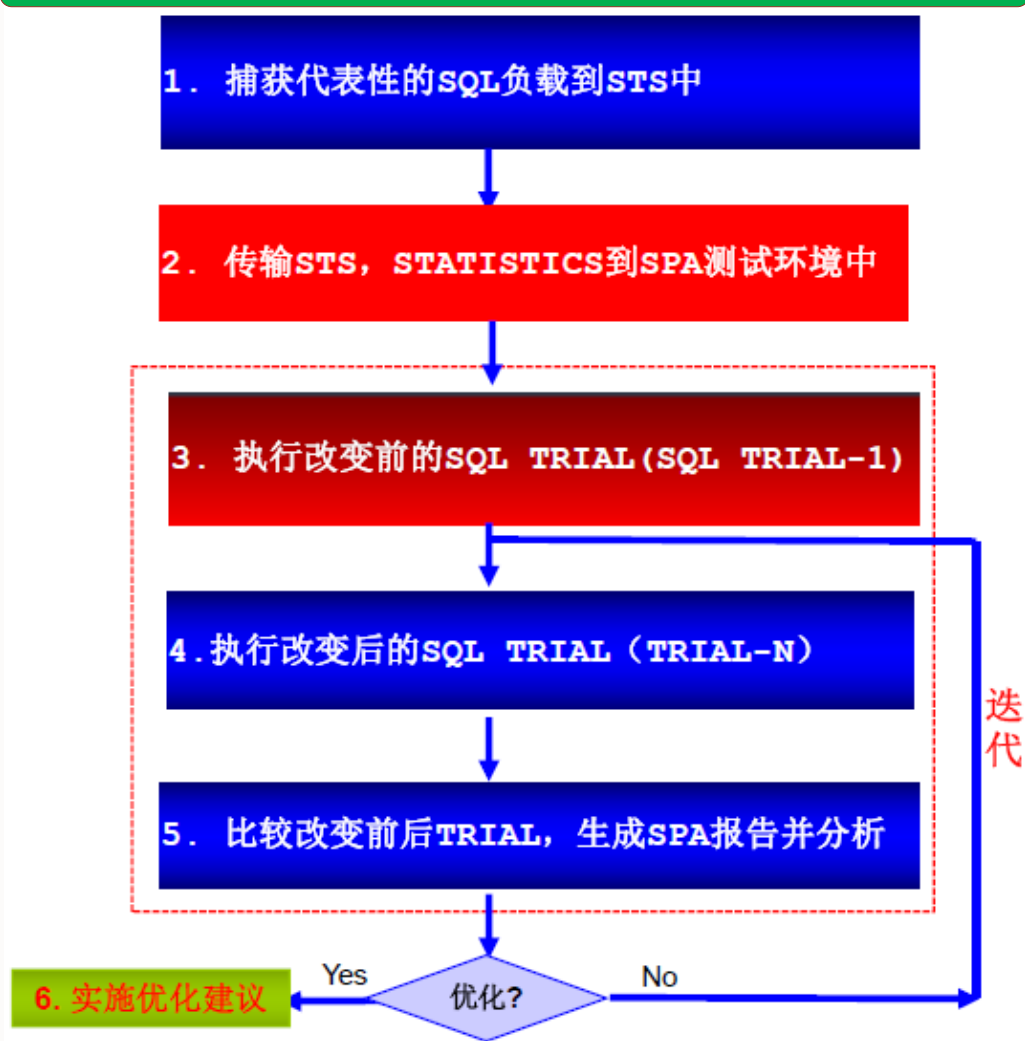 1. 捕获代表性的SQL负载到STS中
2. 传输STS，STATISTICS到SPA测试环境中
3. 执行改变前的SQL TRIAL(SQL TRIAL-1)
4.执行改变后的SQL TRIAL（TRIAL-N）
迭
代
5. 比较改变前后TRIAL，生成SPA报告并分析
Yes
No
优化?
6. 实施优化建议